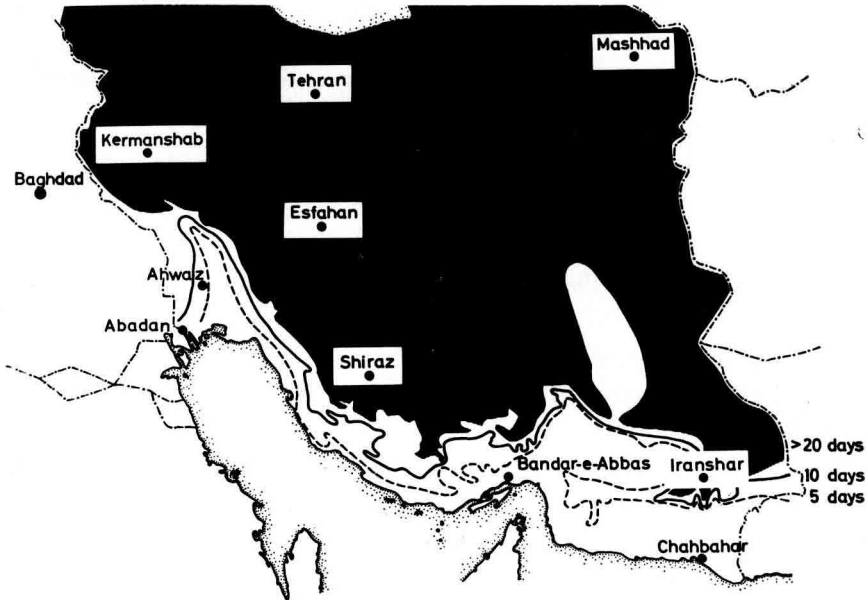 Mashhad
Tehran
Kermanshab
Baghdad
Esfahan
Ahwaz
Abadan
Shiraz
>20 days
Bandar-e-Abbas
Iranshar
10 days
5 days
Chahbahar